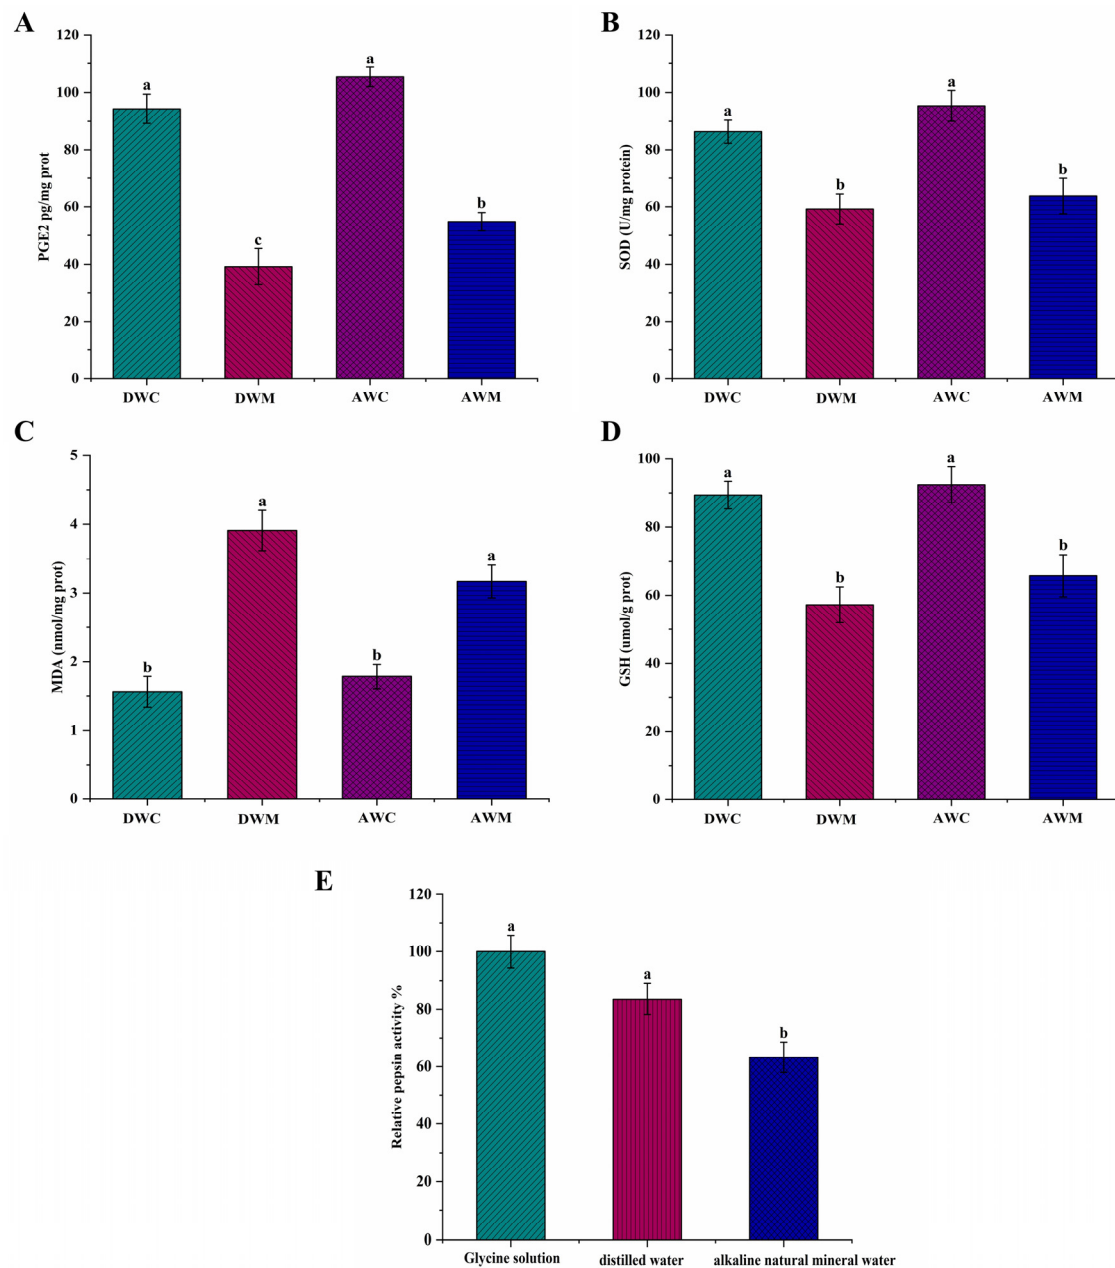 A
PGE2 pg/mg prot
120
100
80
60
40
20
0
a
c
a
b
DWC
DWM
AWC
AWM
B
SOD (U/mg protein)
120
100
80
60
40
20
0
a
b
a
b
DWC
DWM
AWC
AWM
C
MDA (nmol/mg prot)
5
4
3
2
1
0
b
a
b
a
DWC
DWM
AWC
AWM
D
GSH (umol/g prot)
100
80
60
40
20
0
a
b
a
b
DWC
DWM
AWC
AWM
E
Relative pepsin activity %
120
100
80
60
40
20
0
a
a
b
Glycine solution
distilled water
alkaline natural mineral water